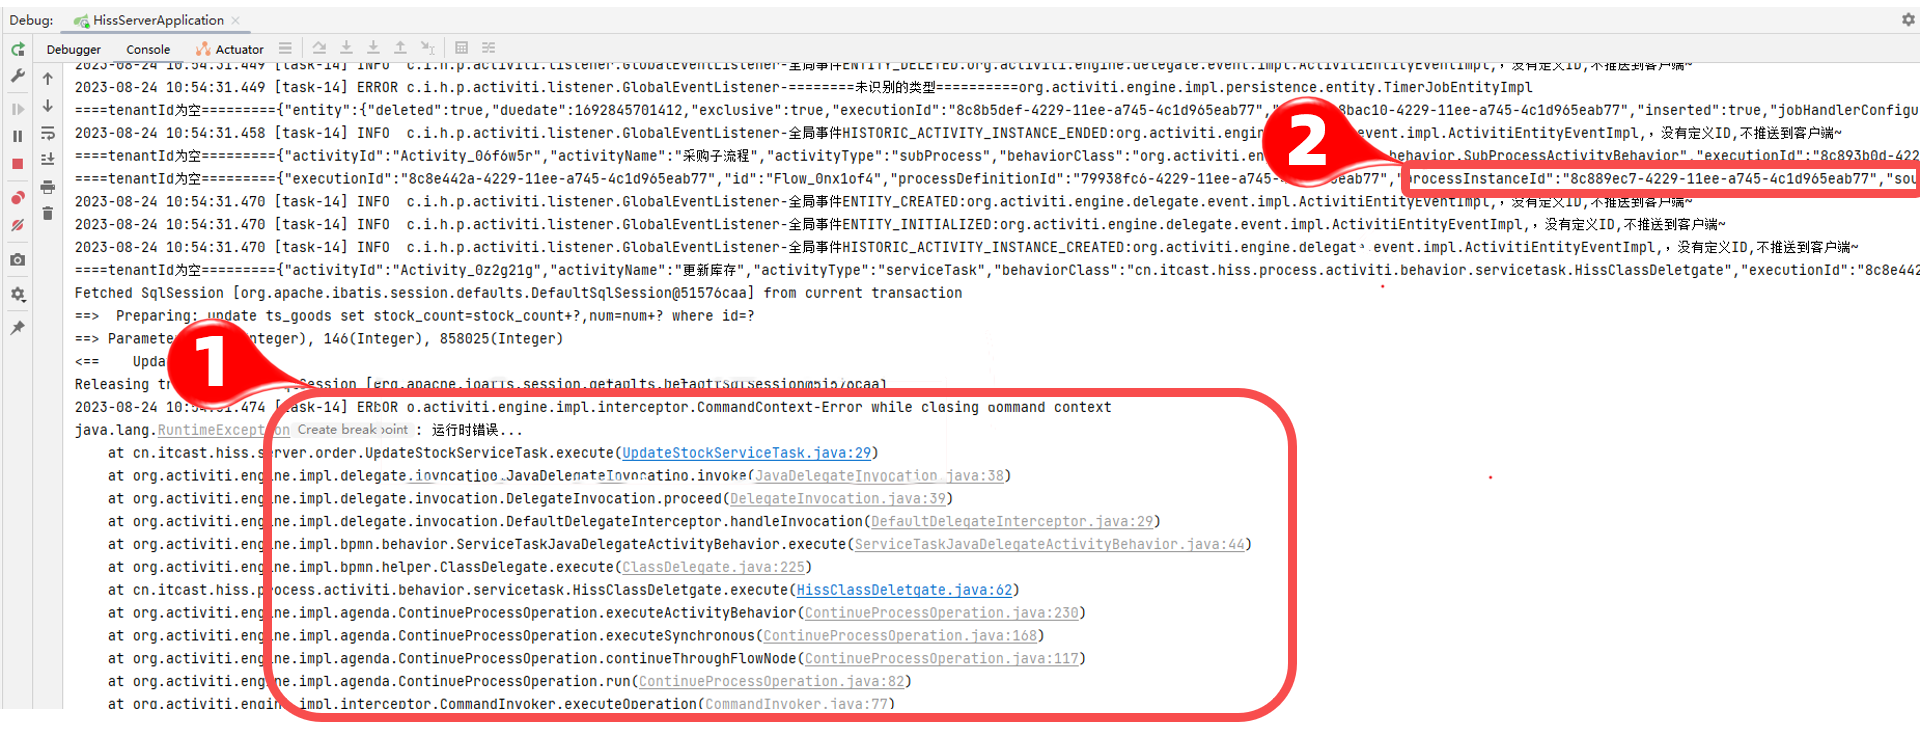 Debug: HissServerApplication
Debugger Console Actuator
2023-08-24 10:54:31.449 [task-14] INFO  c.i.h.p.activiti.listener.GlobalEventListener-全局事件ENTITY_DELETED:org.activiti.engine.delegate.event.impl.ActivitiEntityEventImpl,，没有定义ID,不推送到客户端~
2023-08-24 10:54:31.449 [task-14] ERROR c.i.h.p.activiti.listener.GlobalEventListener-========未识别的类型==========org.activiti.engine.impl.persistence.entity.TimerJobEntityImpl
====tenantId为空=========={"entity":{"deleted":true,"duedate":1692845701412,"exclusive":true,"executionId":"8c8b5def-4229-11ee-a745-4c1d965eab77", 8bac10-4229-11ee-a745-4c1d965eab77","inserted":true,"jobHandlerConfigu
2023-08-24 10:54:31.458 [task-14] INFO  c.i.h.p.activiti.listener.GlobalEventListener-全局事件HISTORIC_ACTIVITY_INSTANCE_ENDED:org.activiti.engin event.impl.ActivitiEntityEventImpl,，没有定义ID,不推送到客户端~
====tenantId为空=========={"activityId":"Activity_06f6w5r","activityName":"采购子流程","activityType":"subProcess","behaviorClass":"org.activiti.en behavior.SubProcessActivityBehavior","executionId":"8c893b0d-422
====tenantId为空=========={"executionId":"8c8e442a-4229-11ee-a745-4c1d965eab77","id":"Flow_0nx1of4","processDefinitionId":"79938fc6-4229-11ee-a745- eab77","processInstanceId":"8c889ec7-4229-11ee-a745-4c1d965eab77","sou
2023-08-24 10:54:31.470 [task-14] INFO  c.i.h.p.activiti.listener.GlobalEventListener-全局事件ENTITY_CREATED:org.activiti.engine.delegate.event.impl.ActivitiEntityEventImpl,，没有定义ID,不推送到客户端~
2023-08-24 10:54:31.470 [task-14] INFO  c.i.h.p.activiti.listener.GlobalEventListener-全局事件ENTITY_INITIALIZED:org.activiti.engine.delegate.event.impl.ActivitiEntityEventImpl,，没有定义ID,不推送到客户端~
2023-08-24 10:54:31.470 [task-14] INFO  c.i.h.p.activiti.listener.GlobalEventListener-全局事件HISTORIC_ACTIVITY_INSTANCE_CREATED:org.activiti.engine.delegat event.impl.ActivitiEntityEventImpl,，没有定义ID,不推送到客户端~
====tenantId为空=========={"activityId":"Activity_0z2g21g","activityName":"更新库存","activityType":"serviceTask","behaviorClass":"cn.itcast.hiss.process.activiti.behavior.servicetask.HissClassDeletgate","executionId":"8c8e442
Fetched SqlSession [org.apache.ibatis.session.defaults.DefaultSqlSession@51576caa] from current transaction
==>  Preparing: update ts_goods set stock_count=stock_count+?,num=num+? where id=?
==> Paramete nteger), 146(Integer), 858025(Integer)
<==    Upda
Releasing tr Session [org.apache.ibatis.session.defaults.DefaultSqlSession@51576caa]
2023-08-24 10:54:31.474 [task-14] ERROR o.activiti.engine.impl.interceptor.CommandContext-Error while closing command context
java.lang.RuntimeException Create breakpoint : 运行时错误...
at cn.itcast.hiss.server.order.UpdateStockServiceTask.execute(UpdateStockServiceTask.java:29)
at org.activiti.engine.impl.delegate.invocation.JavaDelegateInvocation.invoke(JavaDelegateInvocation.java:38)
at org.activiti.engine.impl.delegate.invocation.DelegateInvocation.proceed(DelegateInvocation.java:39)
at org.activiti.engine.impl.delegate.invocation.DefaultDelegateInterceptor.handleInvocation(DefaultDelegateInterceptor.java:29)
at org.activiti.engine.impl.bpmn.behavior.ServiceTaskJavaDelegateActivityBehavior.execute(ServiceTaskJavaDelegateActivityBehavior.java:44)
at org.activiti.engine.impl.bpmn.helper.ClassDelegate.execute(ClassDelegate.java:225)
at cn.itcast.hiss.process.activiti.behavior.servicetask.HissClassDeletgate.execute(HissClassDeletgate.java:62)
at org.activiti.engine.impl.agenda.ContinueProcessOperation.executeActivityBehavior(ContinueProcessOperation.java:230)
at org.activiti.engine.impl.agenda.ContinueProcessOperation.executeSynchronous(ContinueProcessOperation.java:168)
at org.activiti.engine.impl.agenda.ContinueProcessOperation.continueThroughFlowNode(ContinueProcessOperation.java:117)
at org.activiti.engine.impl.agenda.ContinueProcessOperation.run(ContinueProcessOperation.java:82)
at org.activiti.engine.impl.interceptor.CommandInvoker.executeOperation(CommandInvoker.java:77)
1
2